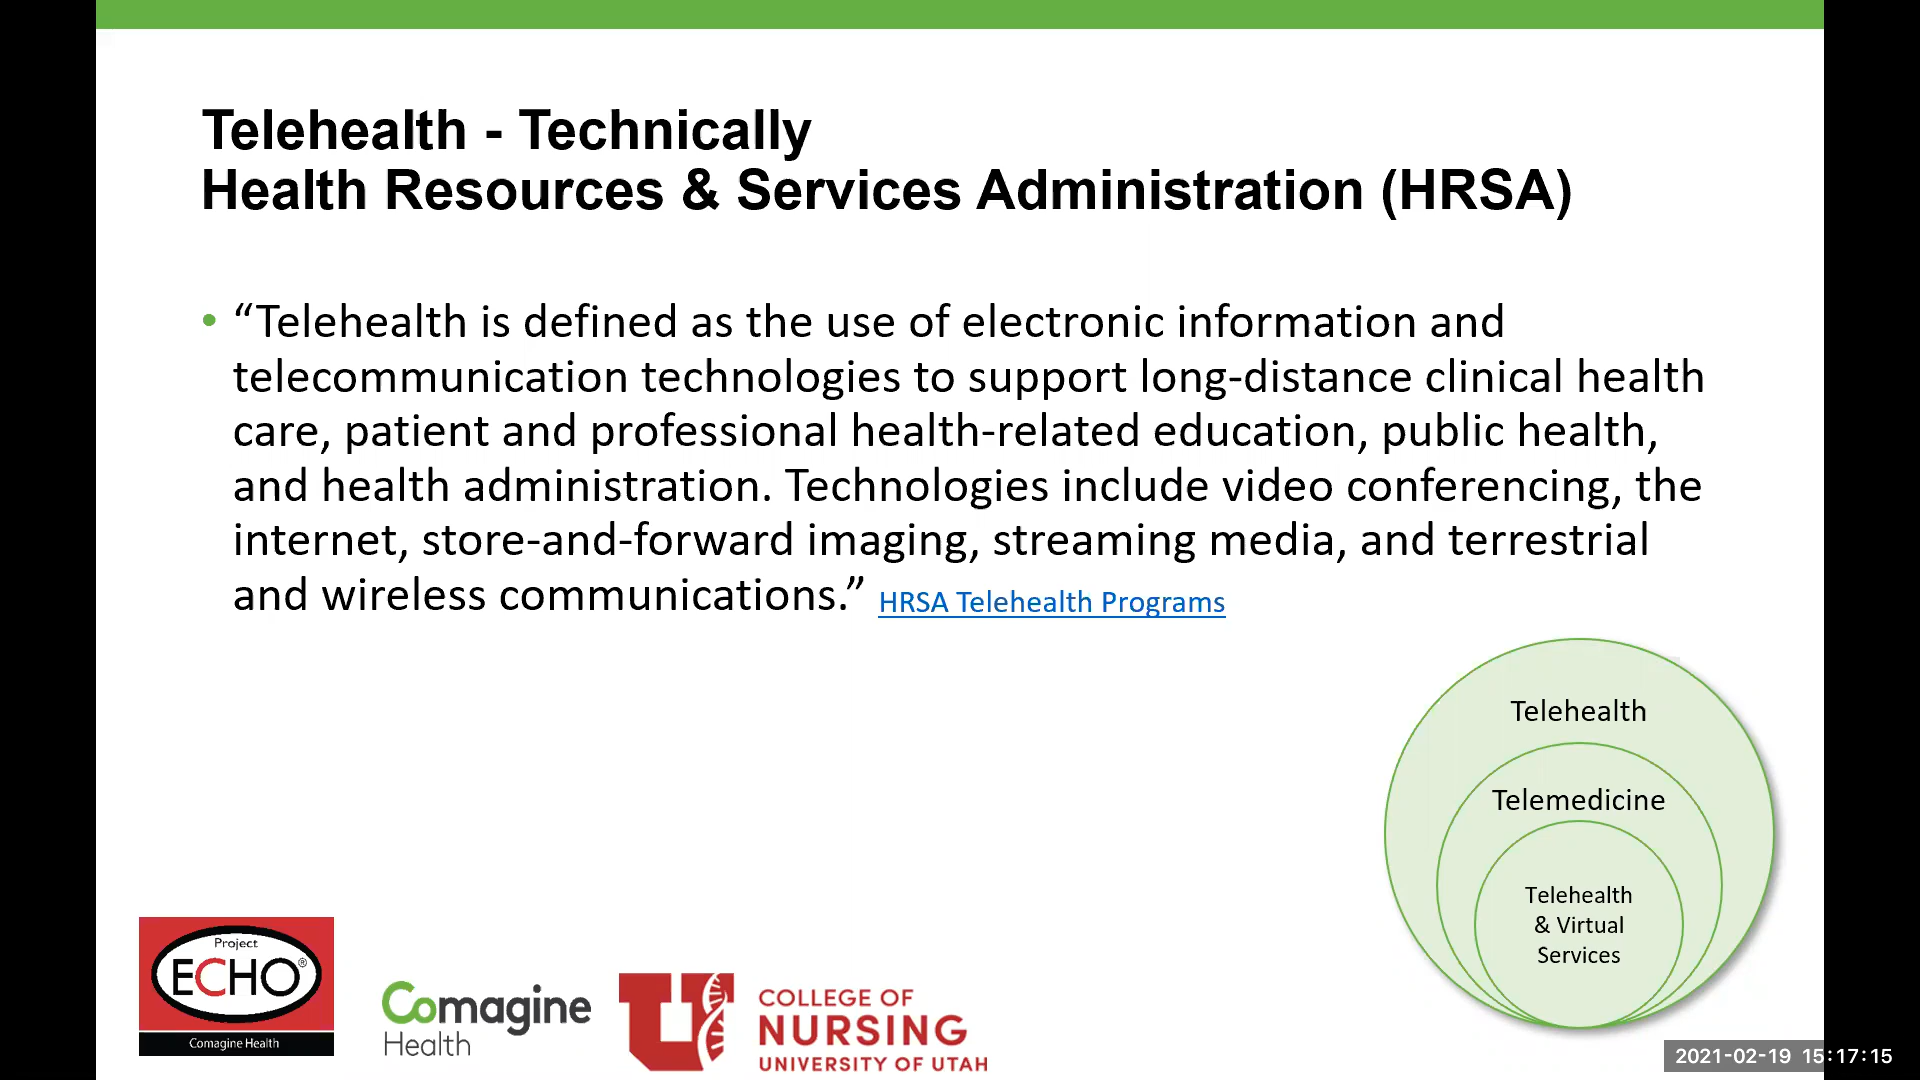 Telehealth - Technically
Health Resources & Services Administration (HRSA)
• “Telehealth is defined as the use of electronic information and
telecommunication technologies to support long-distance clinical health
care, patient and professional health-related education, public health,
and health administration. Technologies include video conferencing, the
internet, store-and-forward imaging, streaming media, and terrestrial
and wireless communications.” HRSA Telehealth Programs
Telehealth
Telemedicine
Telehealth
& Virtual
Services
Project
ECHO®
Comagine Health
Comagine
Health
U
COLLEGE OF
NURSING
UNIVERSITY OF UTAH
2021-02-19 15:17:15